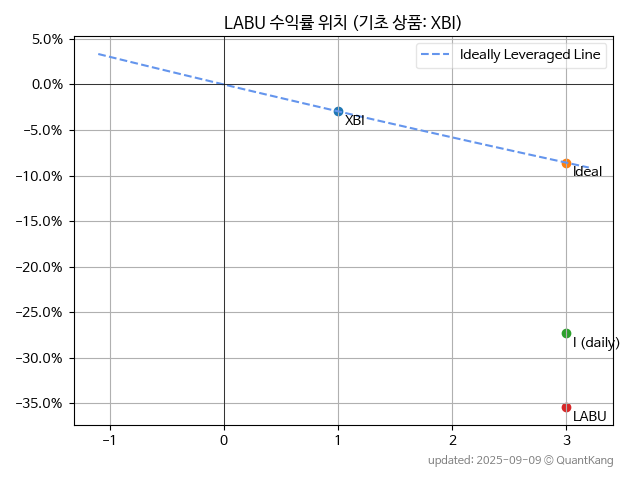 LABU 수익률 위치 (기초 상품: XBI)
Ideally Leveraged Line
5.0%
0.0%
−5.0%
−10.0%
−15.0%
−20.0%
−25.0%
−30.0%
−35.0%
XBI
Ideal
I (daily)
LABU
−1
0
1
2
3
updated: 2025-09-09 © QuantKang